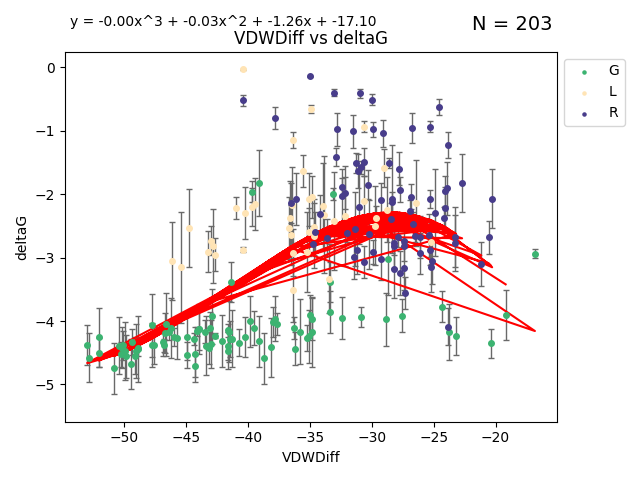 y = -0.00x^3 + -0.03x^2 + -1.26x + -17.10
N = 203
VDWDiff vs deltaG
G
L
R
deltaG
0
−1
−2
−3
−4
−5
−50 −45 −40 −35 −30 −25 −20
VDWDiff